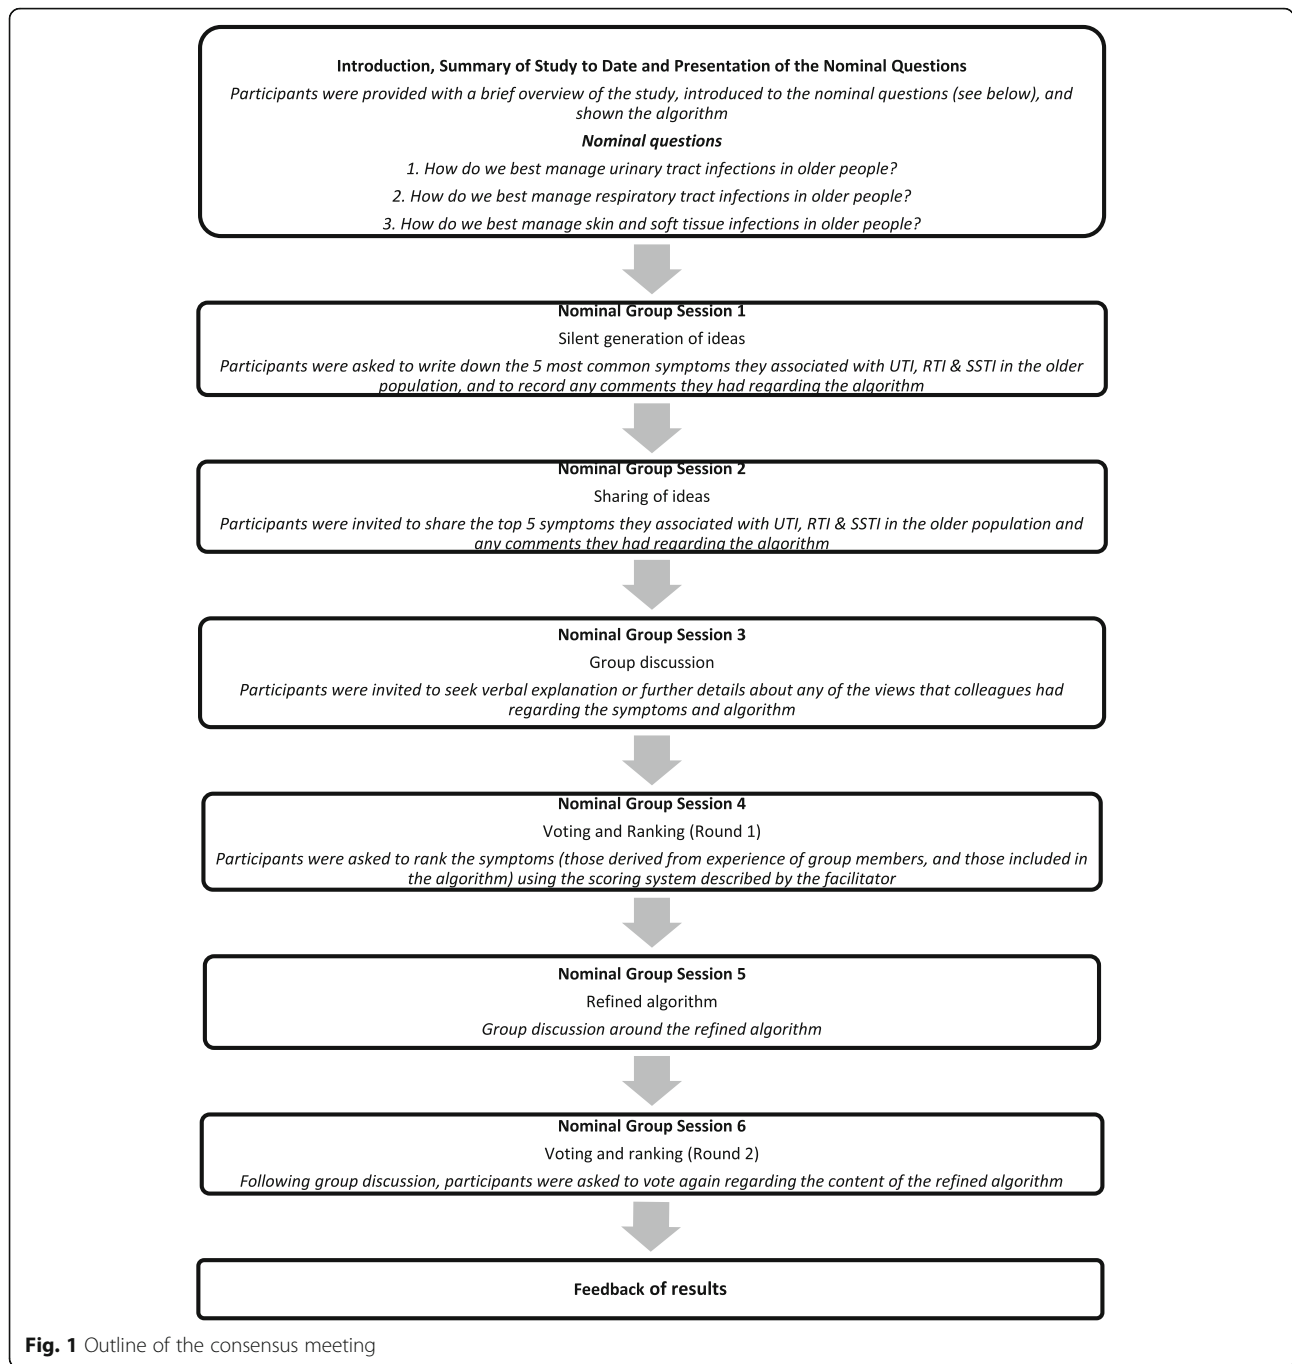 Introduction, Summary of Study to Date and Presentation of the Nominal Questions
Participants were provided with a brief overview of the study, introduced to the nominal questions (see below), and
shown the algorithm
Nominal questions
1. How do we best manage urinary tract infections in older people?
2. How do we best manage respiratory tract infections in older people?
3. How do we best manage skin and soft tissue infections in older people?
Nominal Group Session 1
Silent generation of ideas
Participants were asked to write down the 5 most common symptoms they associated with UTI, RTI & SSTI in the older
population, and to record any comments they had regarding the algorithm
Nominal Group Session 2
Sharing of ideas
Participants were invited to share the top 5 symptoms they associated with UTI, RTI & SSTI in the older population and
any comments they had regarding the algorithm
Nominal Group Session 3
Group discussion
Participants were invited to seek verbal explanation or further details about any of the views that colleagues had
regarding the symptoms and algorithm
Nominal Group Session 4
Voting and Ranking (Round 1)
Participants were asked to rank the symptoms (those derived from experience of group members, and those included in
the algorithm) using the scoring system described by the facilitator
Nominal Group Session 5
Refined algorithm
Group discussion around the refined algorithm
Nominal Group Session 6
Voting and ranking (Round 2)
Following group discussion, participants were asked to vote again regarding the content of the refined algorithm
Feedback of results
Fig. 1 Outline of the consensus meeting